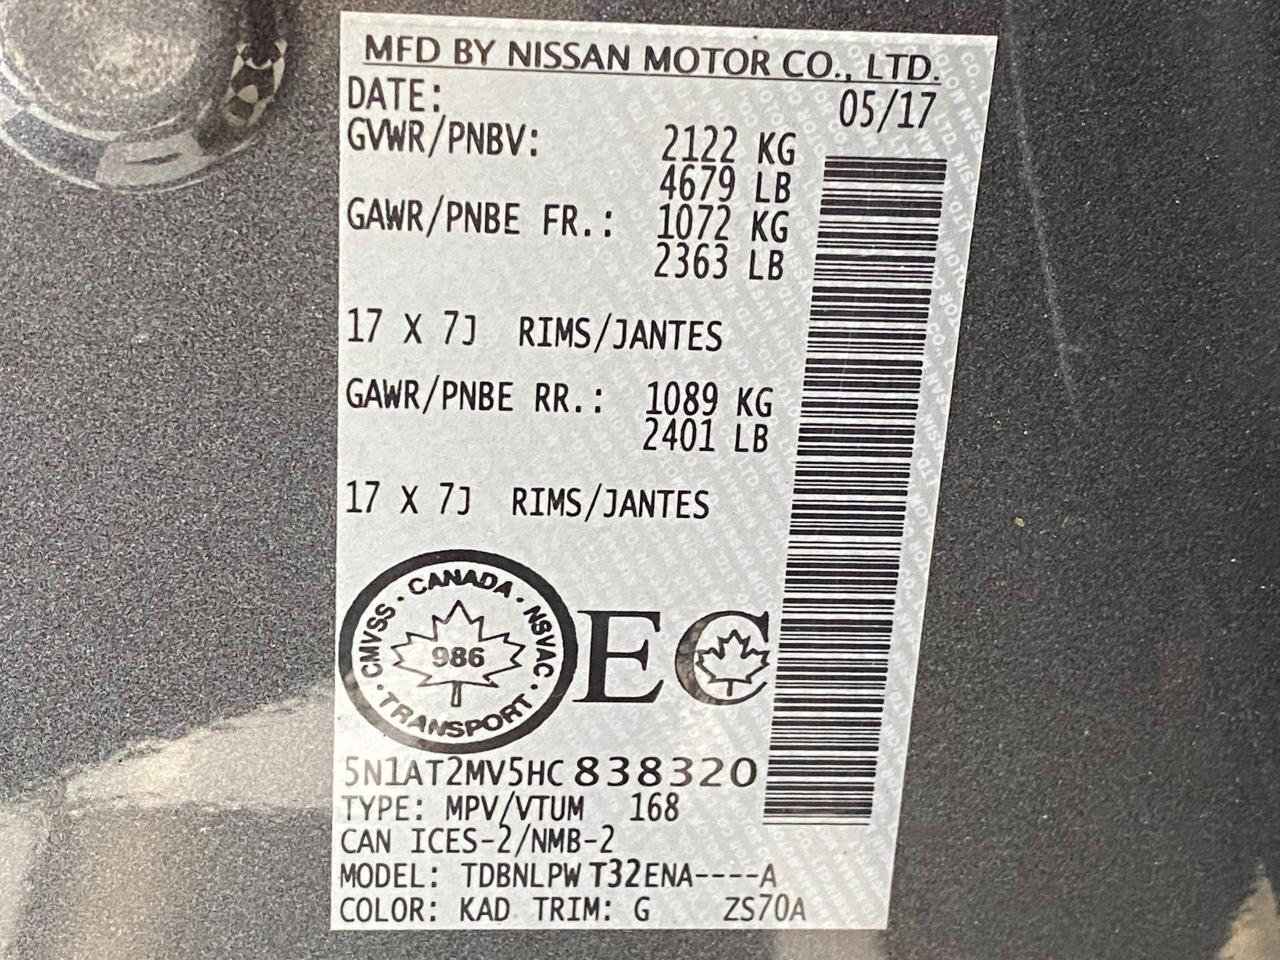 MFD BY NISSAN MOTOR CO., LTD.
DATE: 05/17
GVWR/PNBV: 2122 KG
4679 LB
GAWR/PNBE FR.: 1072 KG
2363 LB
17 X 7J RIMS/JANTES
GAWR/PNBE RR.: 1089 KG
2401 LB
17 X 7J RIMS/JANTES
CMVSS · CANADA · NSVAC · TRANSPORT
986
EC
5N1AT2MV5HC838320
TYPE: MPV/VTUM 168
CAN ICES-2/NMB-2
MODEL: TDBNLPW T32ENA----A
COLOR: KAD TRIM: G ZS70A